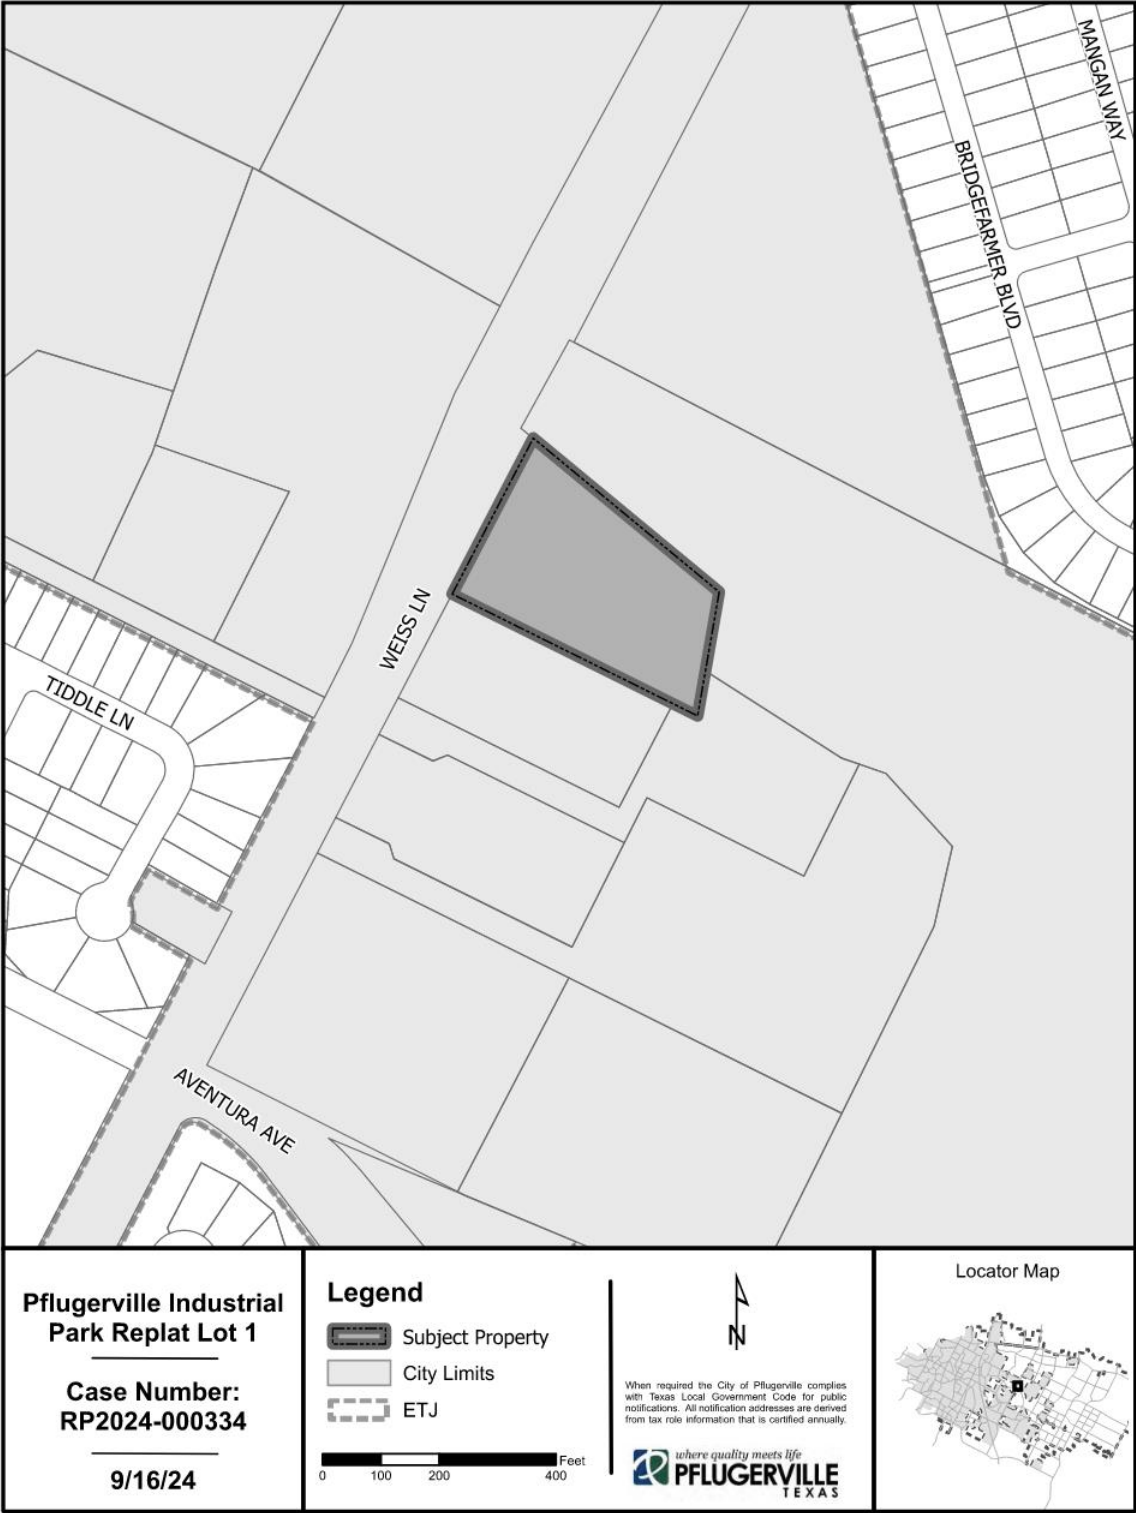 MANGAN WAY
BRIDGEFARMER BLVD
WEISS LN
TIDDLE LN
AVENTURA AVE
Pflugerville Industrial
Park Replat Lot 1
Case Number:
RP2024-000334
9/16/24
Legend
Subject Property
City Limits
ETJ
Feet
0 100 200 400
N
When required the City of Pflugerville complies
with Texas Local Government Code for public
notifications. All notification addresses are derived
from tax role information that is certified annually.
where quality meets life
PFLUGERVILLE
TEXAS
Locator Map